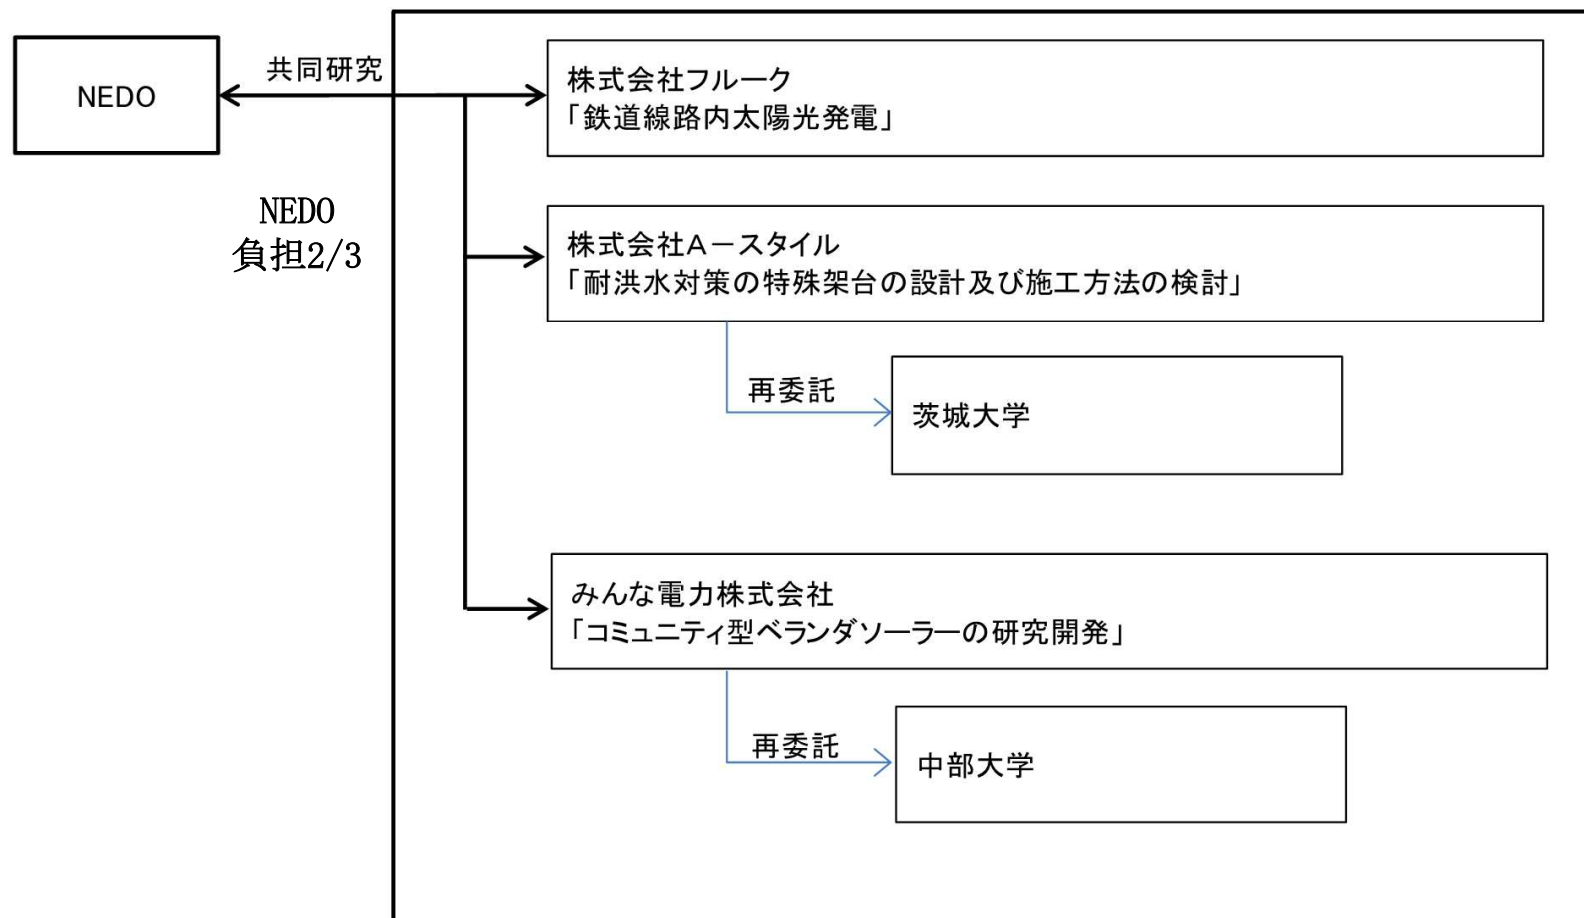 NEDO
共同研究
NEDO
負担2/3
株式会社フルーク
「鉄道線路内太陽光発電」
株式会社A－スタイル
「耐洪水対策の特殊架台の設計及び施工方法の検討」
再委託
茨城大学
みんな電力株式会社
「コミュニティ型ベランダソーラーの研究開発」
再委託
中部大学